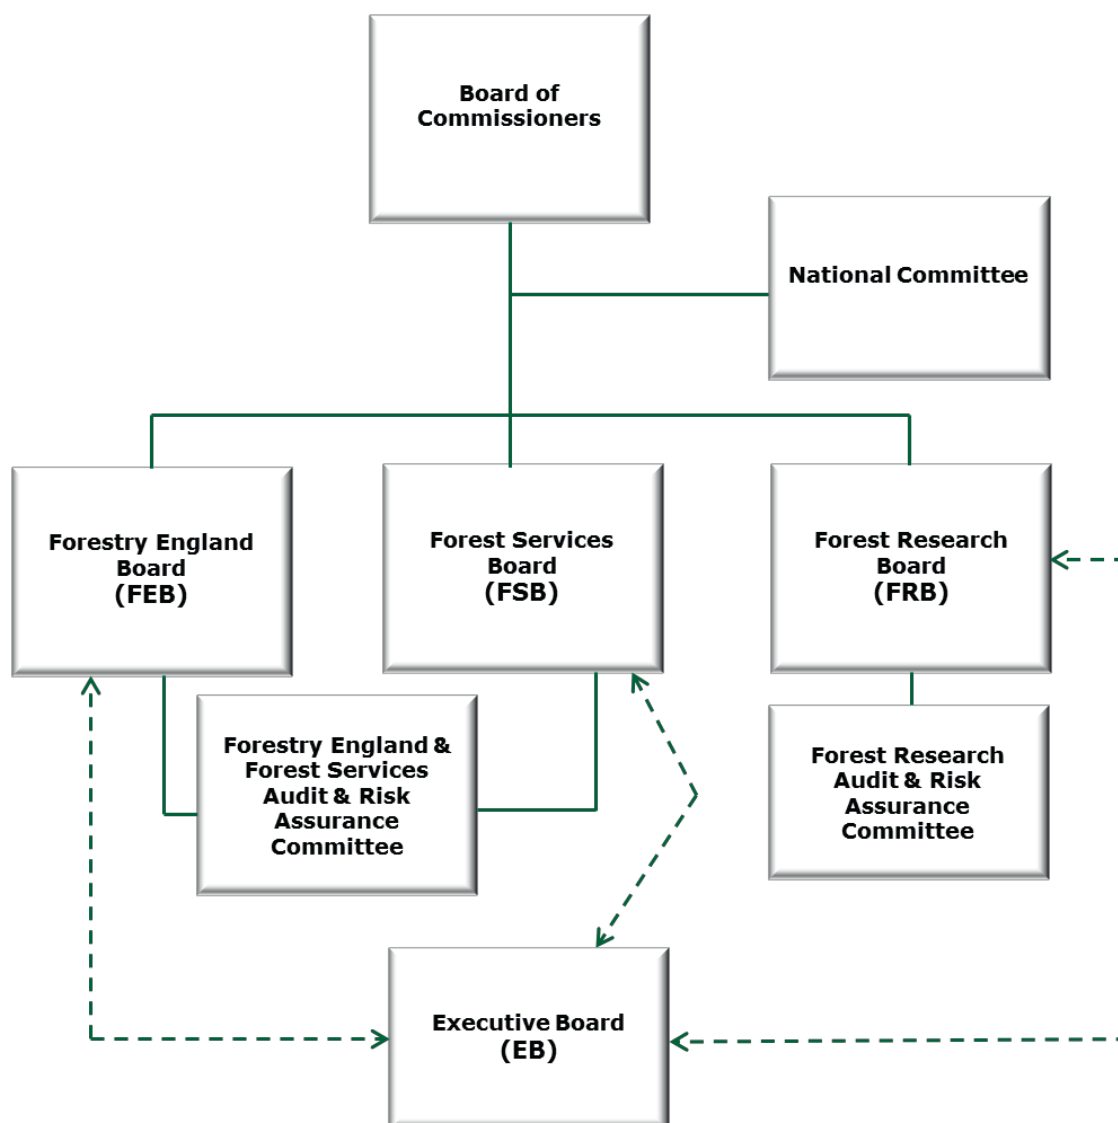 Board of
Commissioners
National Committee
Forestry England
Board
(FEB)
Forest Services
Board
(FSB)
Forest Research
Board
(FRB)
Forestry England &
Forest Services
Audit & Risk
Assurance
Committee
Forest Research
Audit & Risk
Assurance
Committee
Executive Board
(EB)